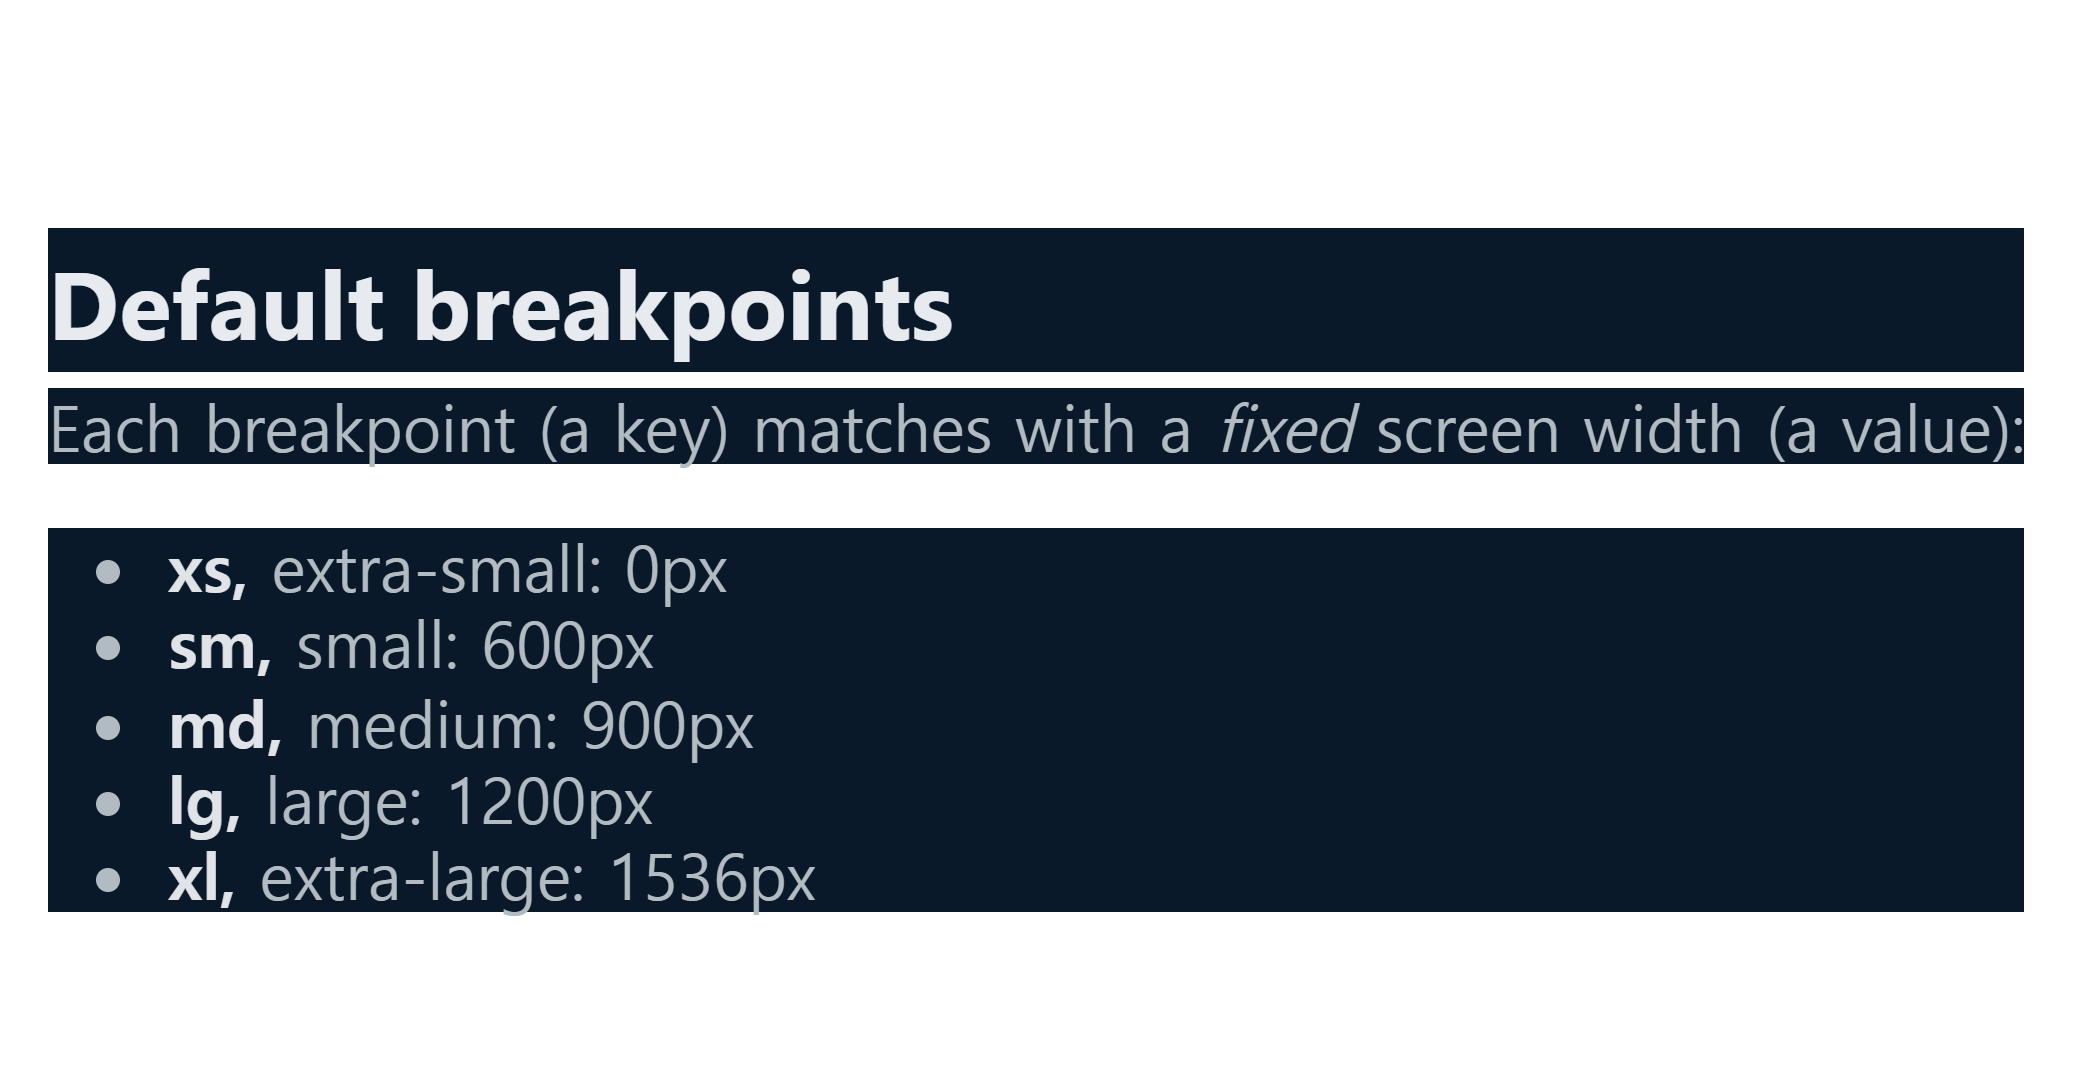 Default breakpoints
Each breakpoint (a key) matches with a fixed screen width (a value):
• xs, extra-small: 0px
• sm, small: 600px
• md, medium: 900px
• lg, large: 1200px
• xl, extra-large: 1536px